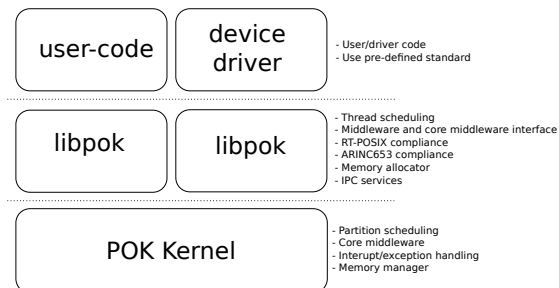 user-code
device
driver
- User/driver code
- Use pre-defined standard
libpok
libpok
- Thread scheduling
- Middleware and core middleware interface
- RT-POSIX compliance
- ARINC653 compliance
- Memory allocator
- IPC services
POK Kernel
- Partition scheduling
- Core middleware
- Interupt/exception handling
- Memory manager